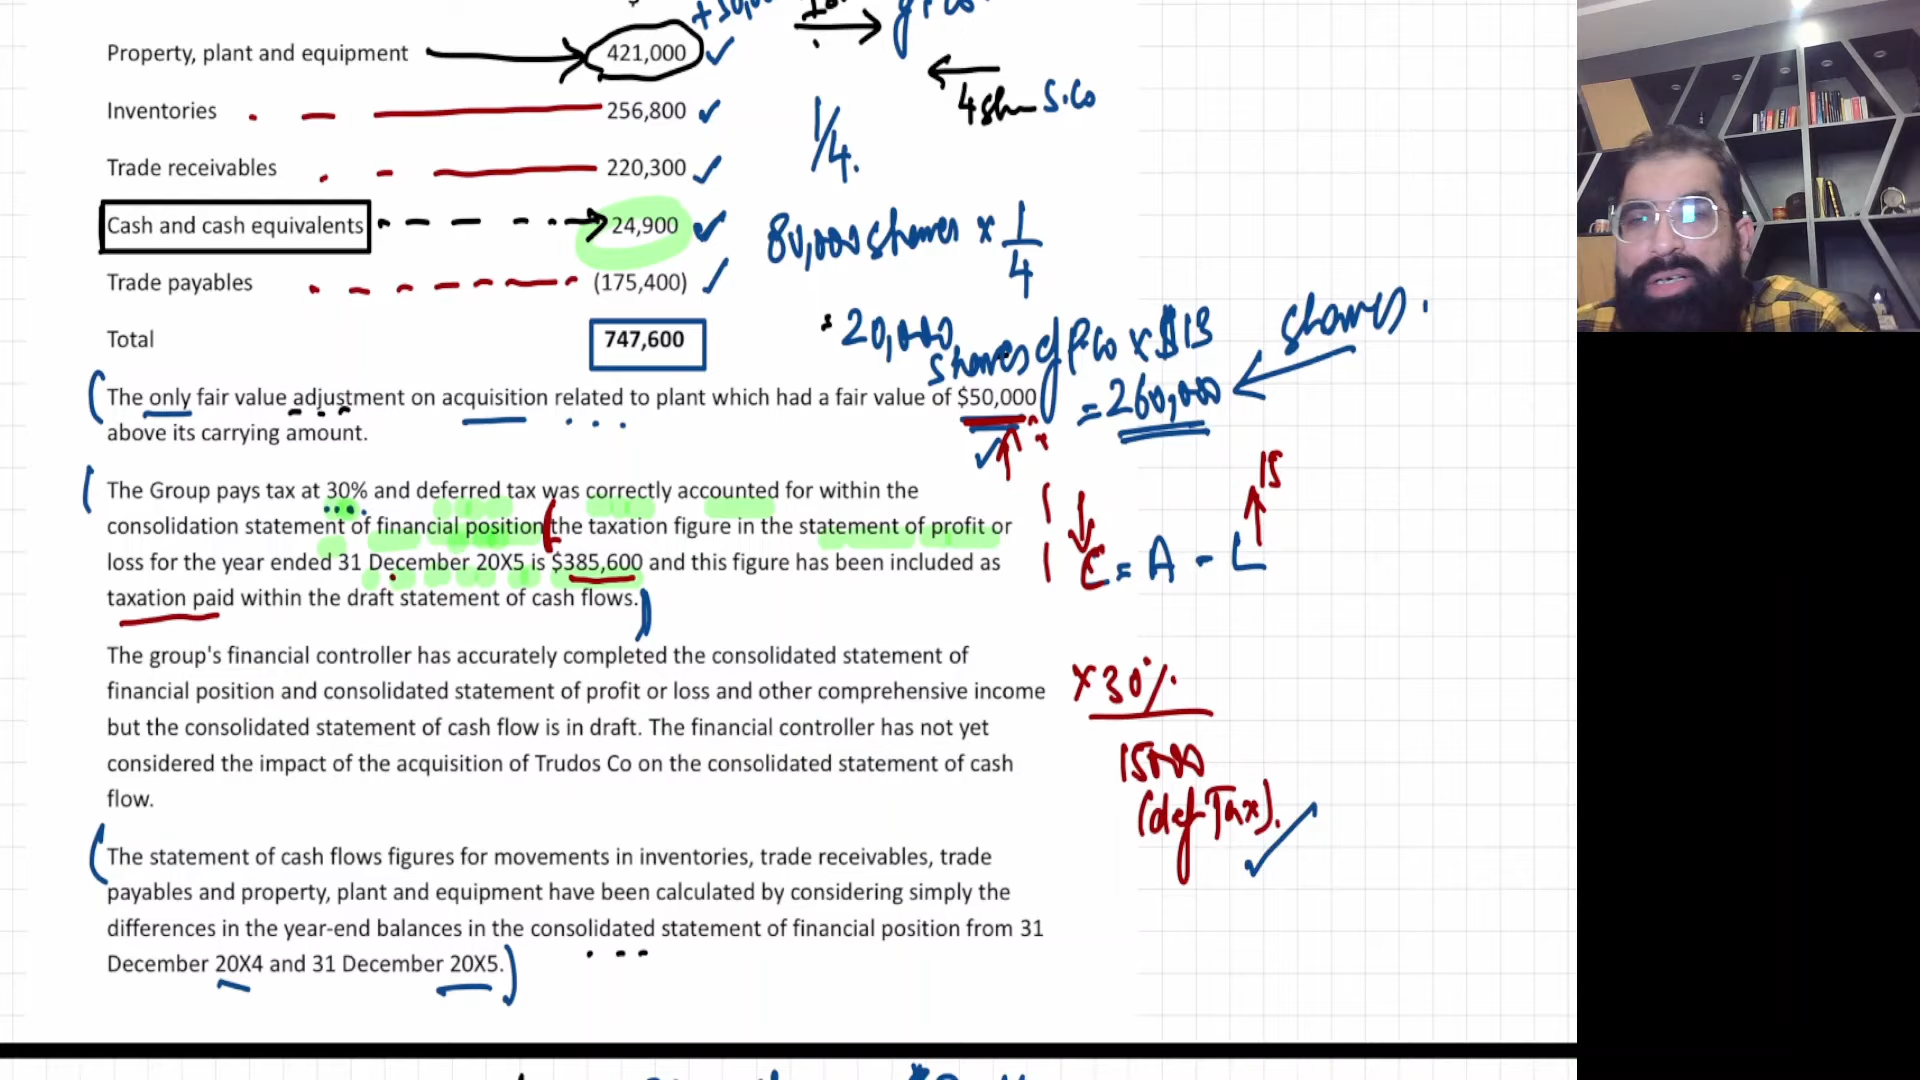 Property, plant and equipment 421,000
4 shs S.Co
Inventories 256,800
1/4.
Trade receivables 220,300
Cash and cash equivalents 24,900
80,000 shares × 1/4
Trade payables (175,400)
Total 747,600
20,000 shares of P.Co × $13
= 260,000
shares.
The only fair value adjustment on acquisition related to plant which had a fair value of $50,000
above its carrying amount.
15
The Group pays tax at 30% and deferred tax was correctly accounted for within the
consolidation statement of financial position the taxation figure in the statement of profit or
loss for the year ended 31 December 20X5 is $385,600 and this figure has been included as
taxation paid within the draft statement of cash flows.
E = A - L
The group's financial controller has accurately completed the consolidated statement of
financial position and consolidated statement of profit or loss and other comprehensive income
but the consolidated statement of cash flow is in draft. The financial controller has not yet
considered the impact of the acquisition of Trudos Co on the consolidated statement of cash
flow.
× 30%
15000
(def Tax).
The statement of cash flows figures for movements in inventories, trade receivables, trade
payables and property, plant and equipment have been calculated by considering simply the
differences in the year-end balances in the consolidated statement of financial position from 31
December 20X4 and 31 December 20X5.